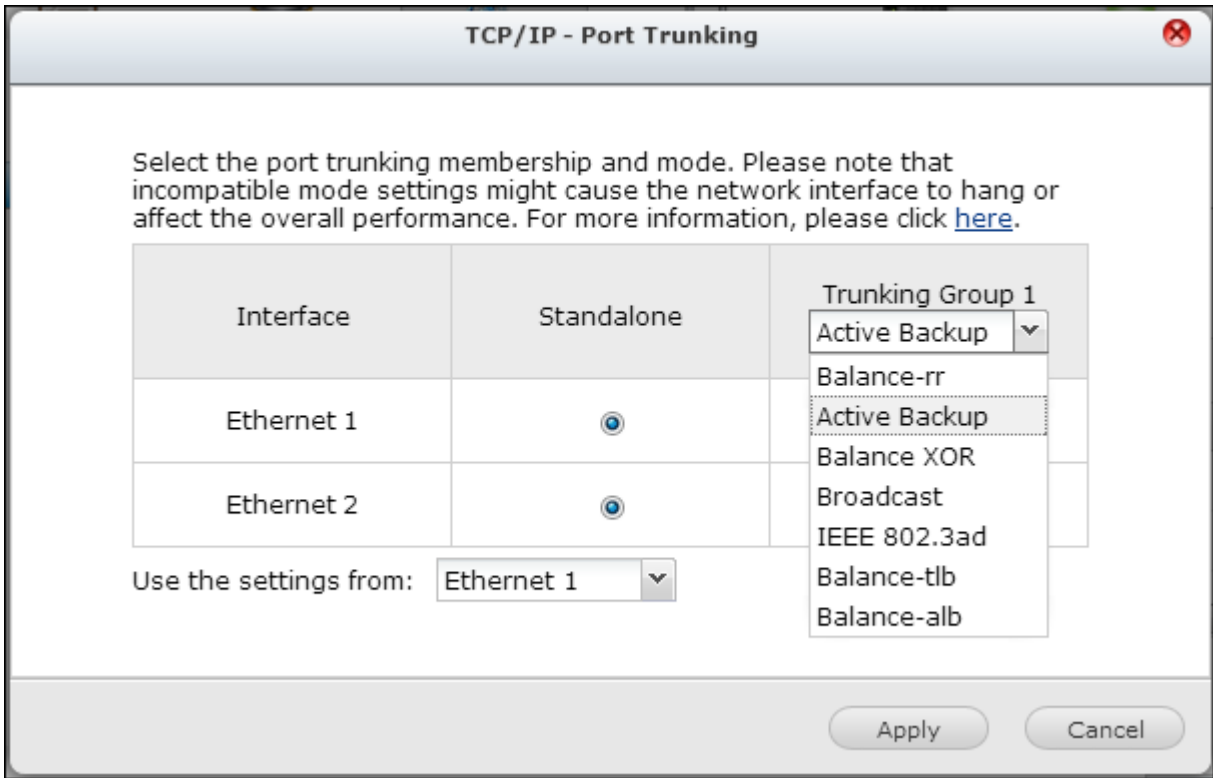 TCP/IP - Port Trunking
Select the port trunking membership and mode. Please note that
incompatible mode settings might cause the network interface to hang or
affect the overall performance. For more information, please click here.
Interface
Standalone
Trunking Group 1
Active Backup
Balance-rr
Active Backup
Balance XOR
Broadcast
IEEE 802.3ad
Balance-tlb
Balance-alb
Ethernet 1
Ethernet 2
Use the settings from: Ethernet 1
Apply
Cancel